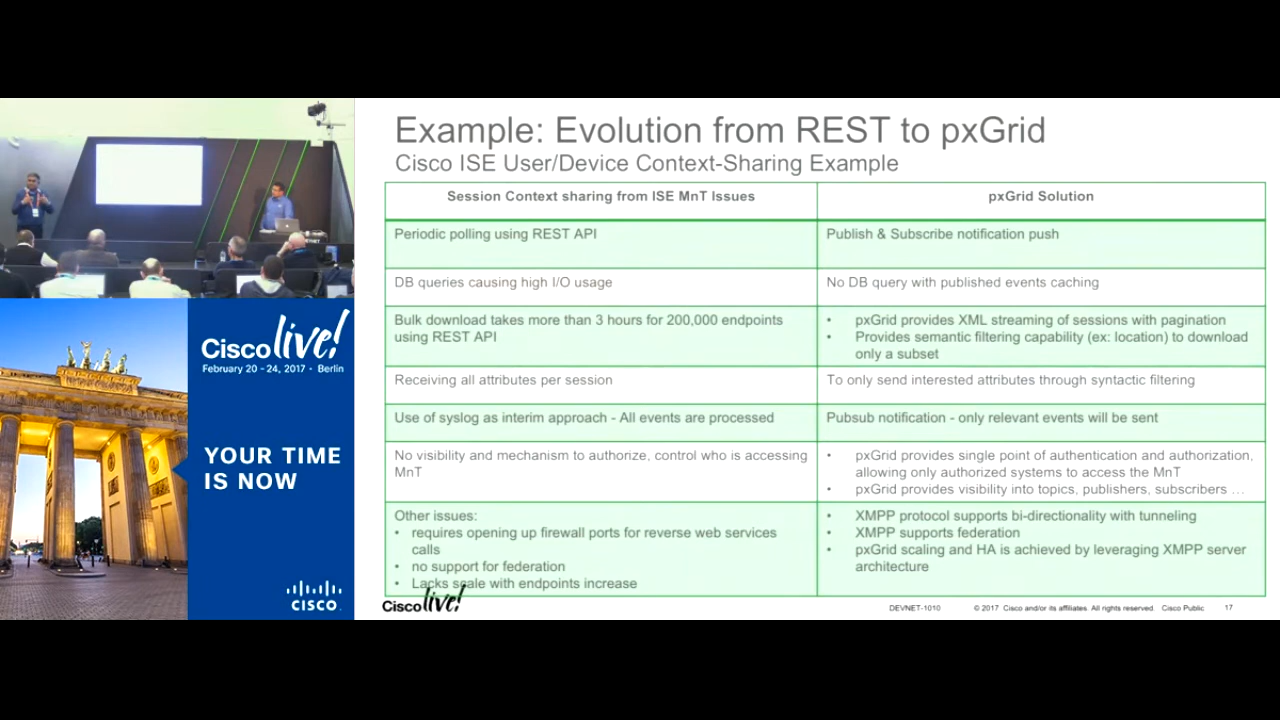 Example: Evolution from REST to pxGrid
Cisco ISE User/Device Context-Sharing Example
Session Context sharing from ISE MnT Issues
pxGrid Solution
Periodic polling using REST API
Publish & Subscribe notification push
DB queries causing high I/O usage
No DB query with published events caching
Bulk download takes more than 3 hours for 200,000 endpoints
using REST API
• pxGrid provides XML streaming of sessions with pagination
• Provides semantic filtering capability (ex: location) to download
only a subset
Receiving all attributes per session
To only send interested attributes through syntactic filtering
Use of syslog as interim approach - All events are processed
Pubsub notification - only relevant events will be sent
No visibility and mechanism to authorize, control who is accessing
MnT
• pxGrid provides single point of authentication and authorization,
allowing only authorized systems to access the MnT
• pxGrid provides visibility into topics, publishers, subscribers …
Other issues:
• requires opening up firewall ports for reverse web services
calls
• no support for federation
• Lacks scale with endpoints increase
• XMPP protocol supports bi-directionality with tunneling
• XMPP supports federation
• pxGrid scaling and HA is achieved by leveraging XMPP server
architecture
Cisco live!
DEVNET-1010
© 2017 Cisco and/or its affiliates. All rights reserved. Cisco Public
17
Cisco live!
February 20 - 24, 2017 • Berlin
YOUR TIME
IS NOW
CISCO